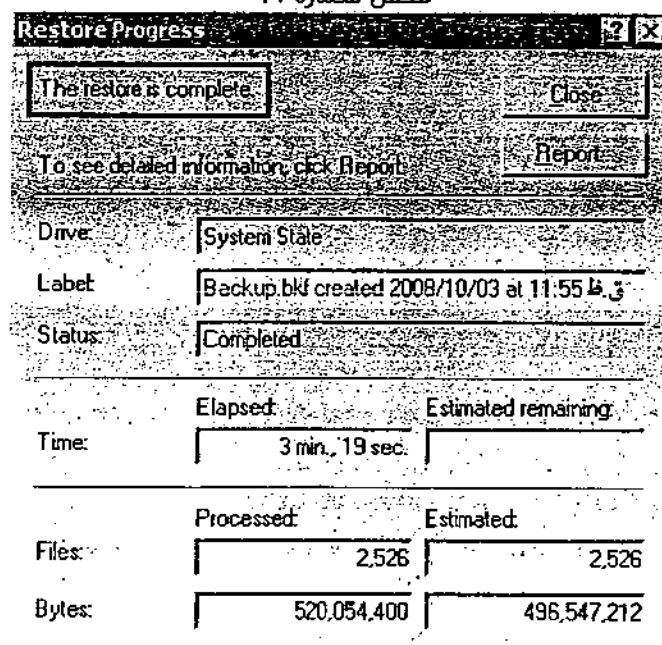 Restore Progress
The restore is complete.
Close
To see detailed information, click Report.
Report...
Drive: System State
Label: Backup.bkf created 2008/10/03 at 11:55 ق.ظ
Status: Completed
Elapsed: Estimated remaining:
Time: 3 min., 19 sec.
Processed: Estimated:
Files: 2,526 2,526
Bytes: 520,054,400 496,547,212